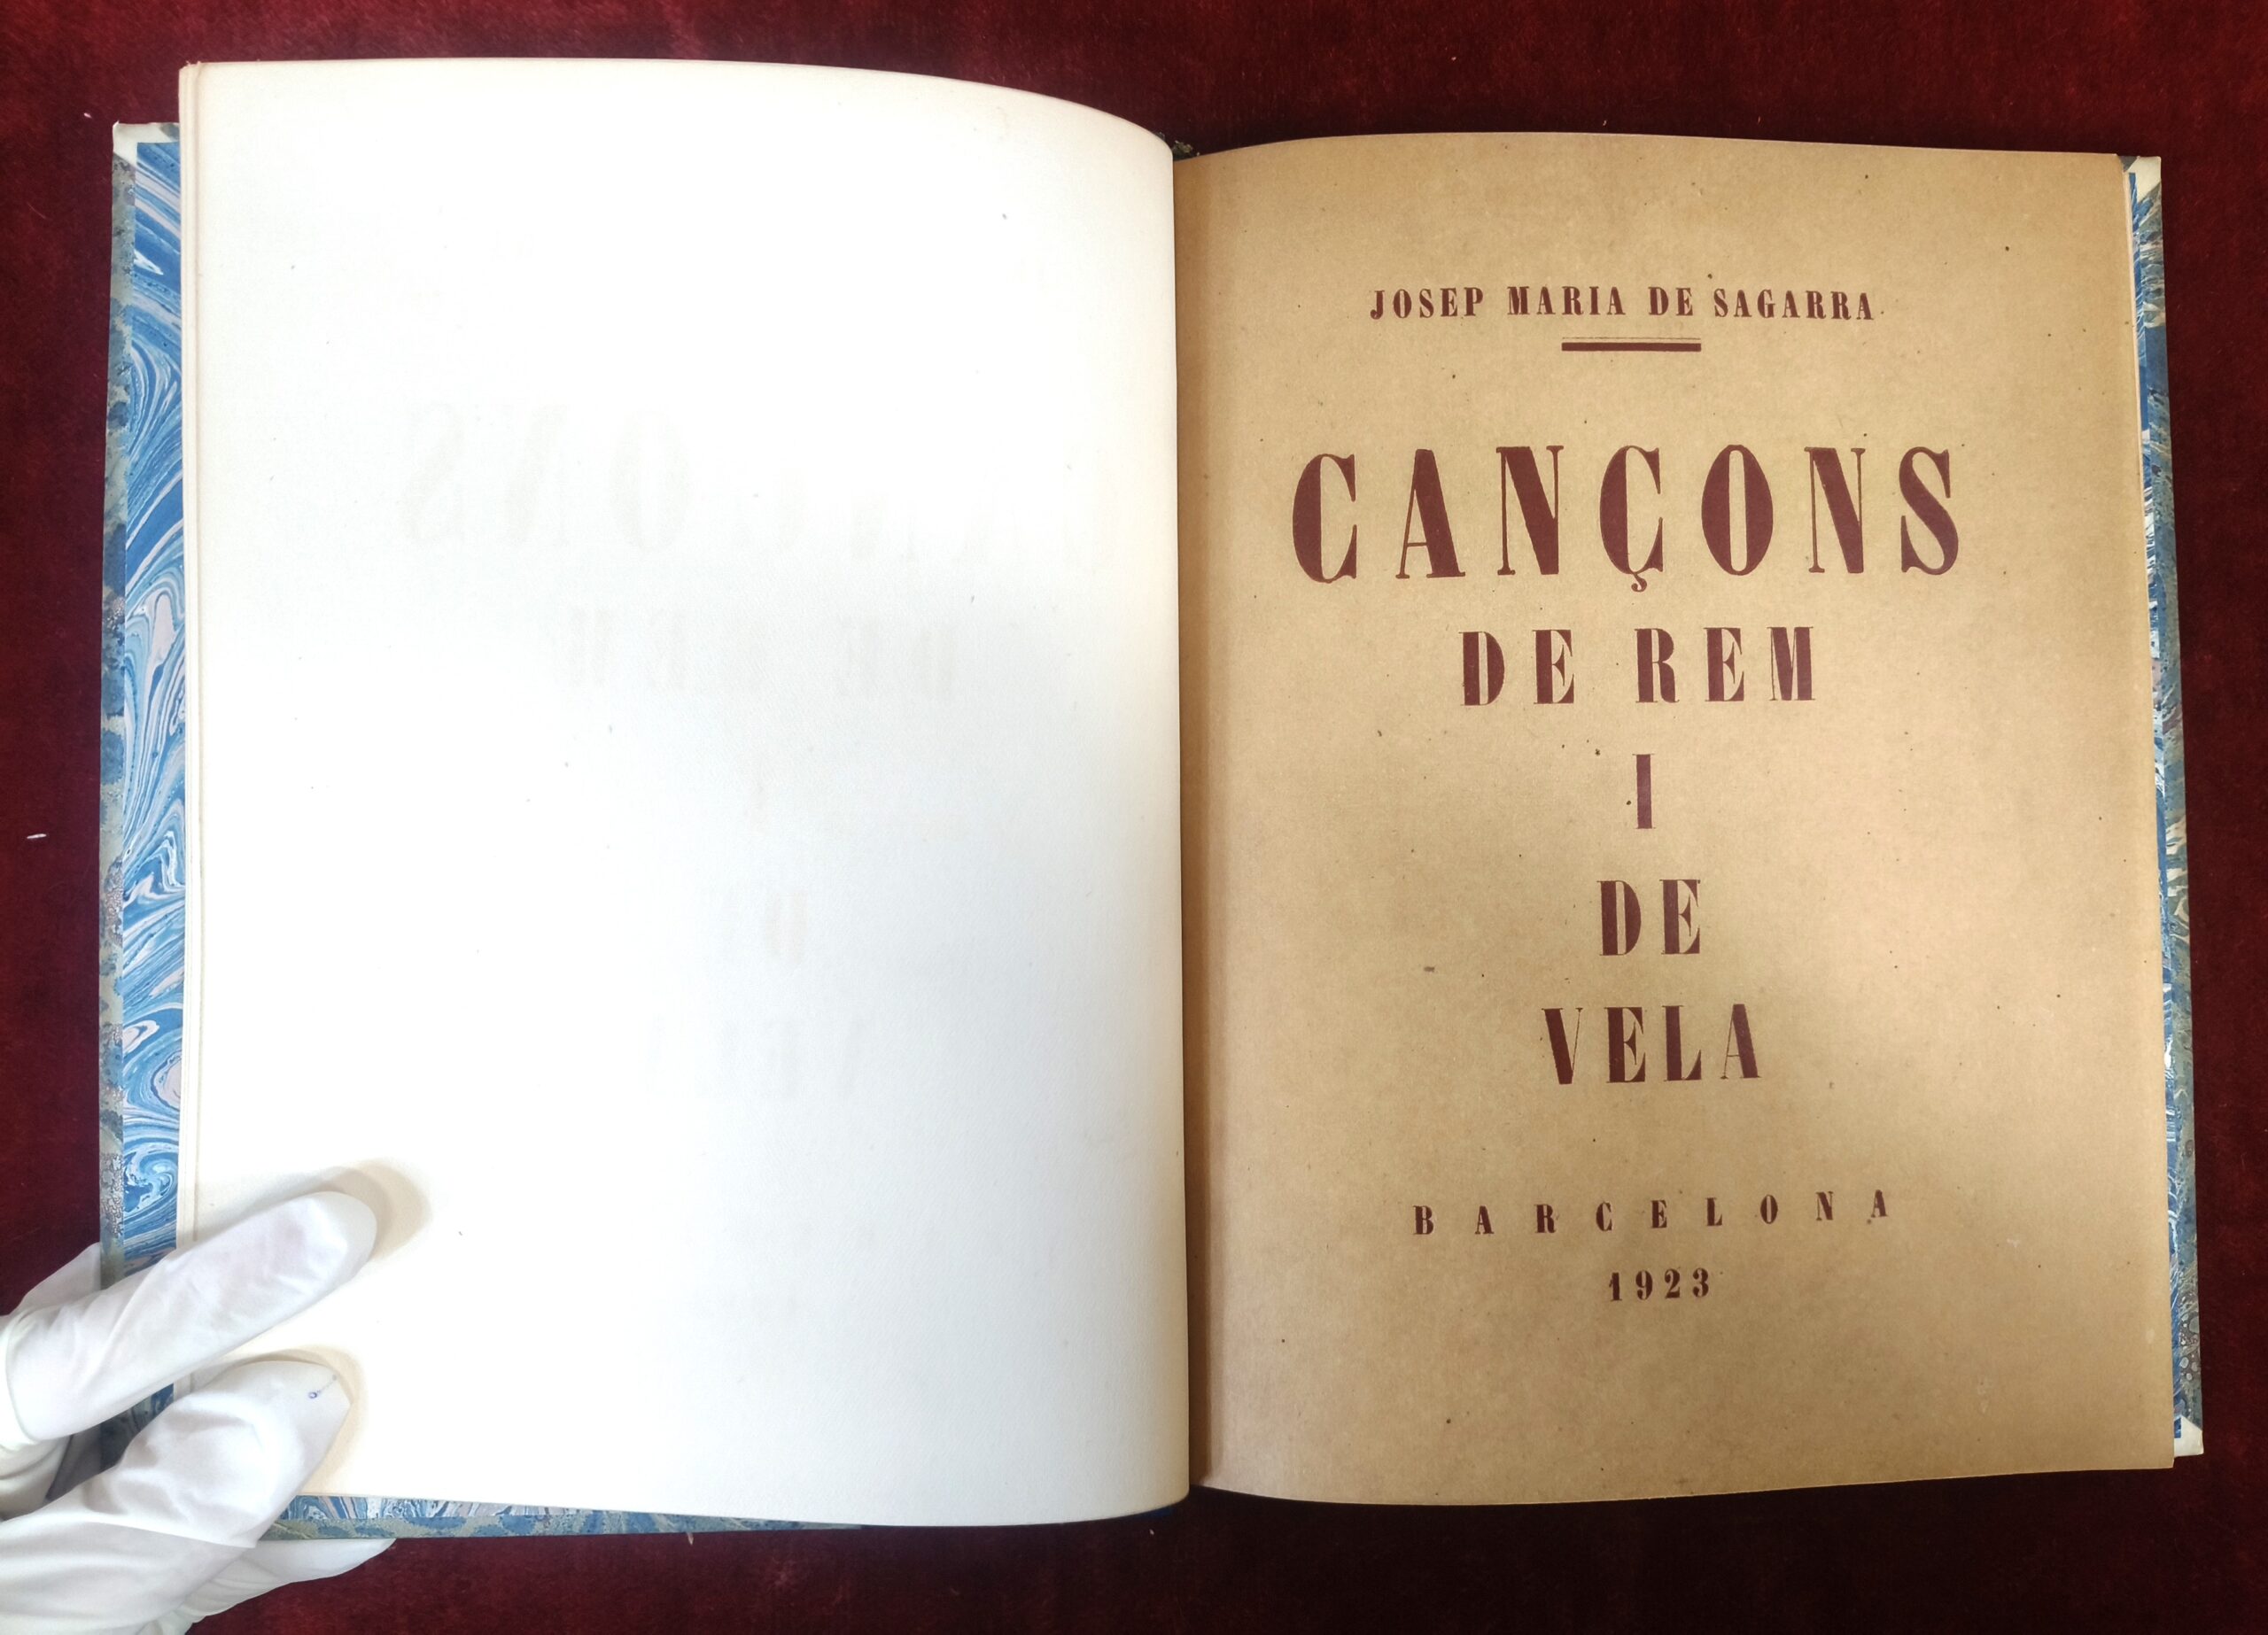 JOSEP MARIA DE SAGARRA
CANÇONS
DE REM
I
DE
VELA
BARCELONA
1923